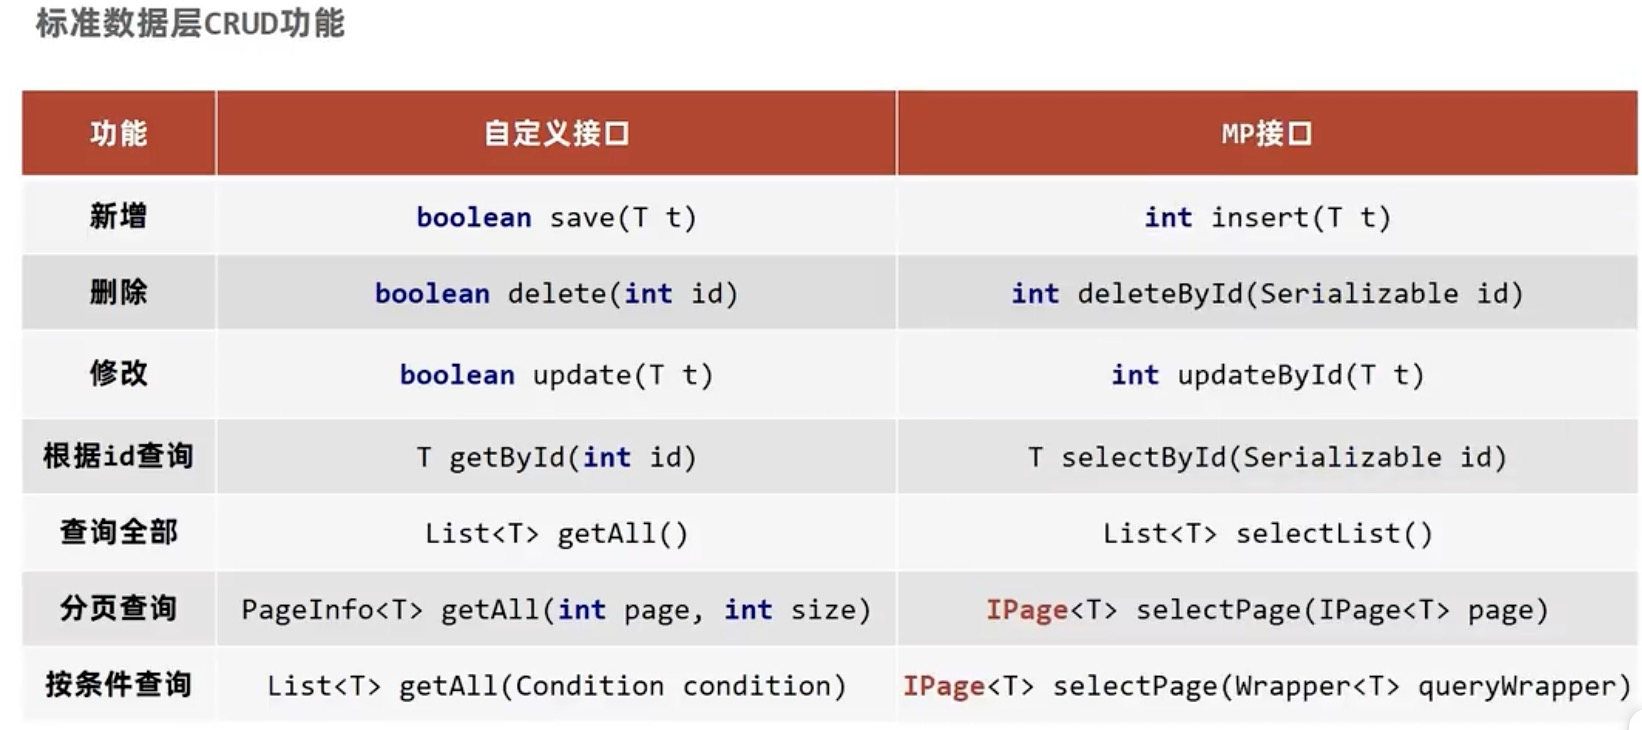 标准数据层CRUD功能
功能 自定义接口 MP接口
新增 boolean save(T t) int insert(T t)
删除 boolean delete(int id) int deleteById(Serializable id)
修改 boolean update(T t) int updateById(T t)
根据id查询 T getById(int id) T selectById(Serializable id)
查询全部 List<T> getAll() List<T> selectList()
分页查询 PageInfo<T> getAll(int page, int size) IPage<T> selectPage(IPage<T> page)
按条件查询 List<T> getAll(Condition condition) IPage<T> selectPage(Wrapper<T> queryWrapper)